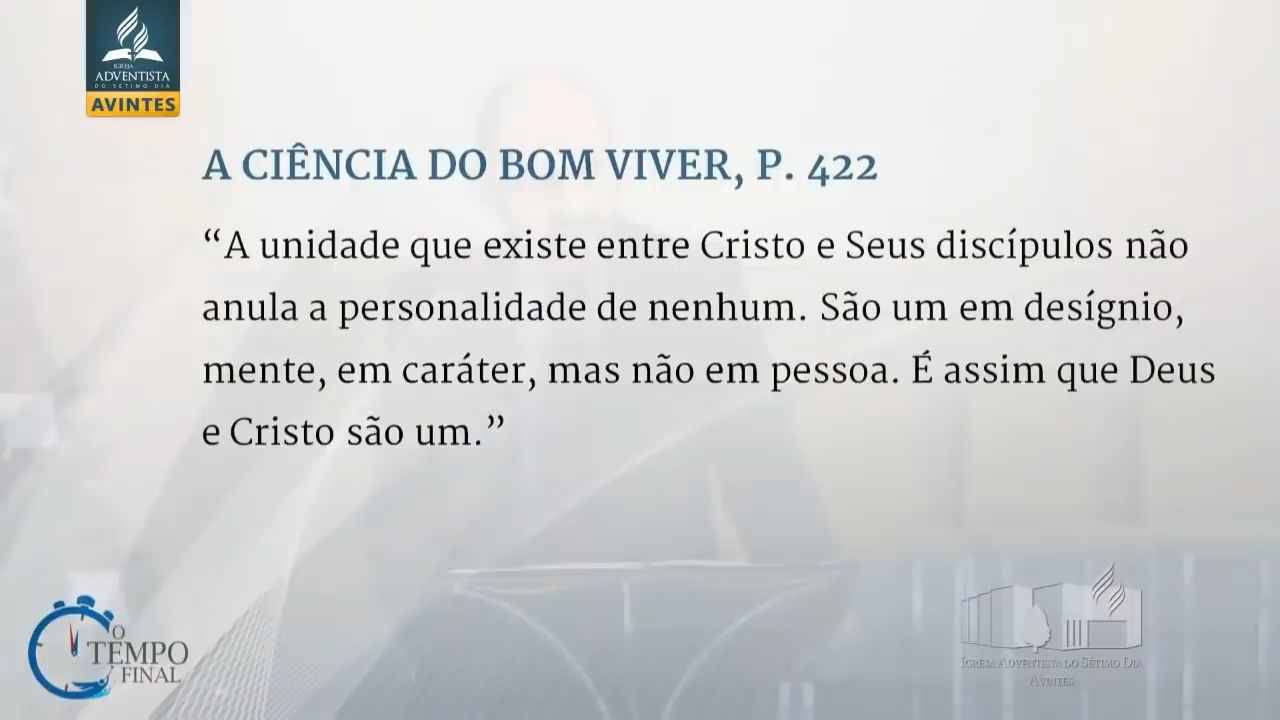 IGREJA
ADVENTISTA
DO SÉTIMO DIA
AVINTES
A CIÊNCIA DO BOM VIVER, P. 422
“A unidade que existe entre Cristo e Seus discípulos não
anula a personalidade de nenhum. São um em desígnio,
mente, em caráter, mas não em pessoa. É assim que Deus
e Cristo são um.”
O
TEMPO
FINAL
IGREJA ADVENTISTA DO SÉTIMO DIA
AVINTES